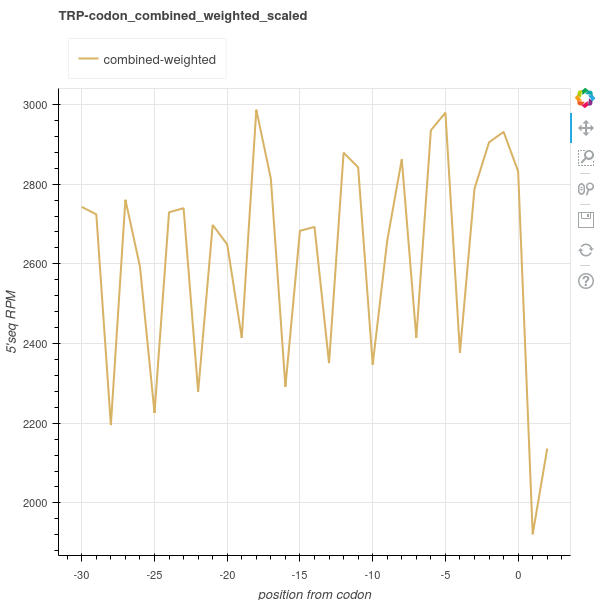 TRP-codon_combined_weighted_scaled
combined-weighted
3000
2800
2600
2400
2200
2000
5'seq RPM
-30 -25 -20 -15 -10 -5 0
position from codon